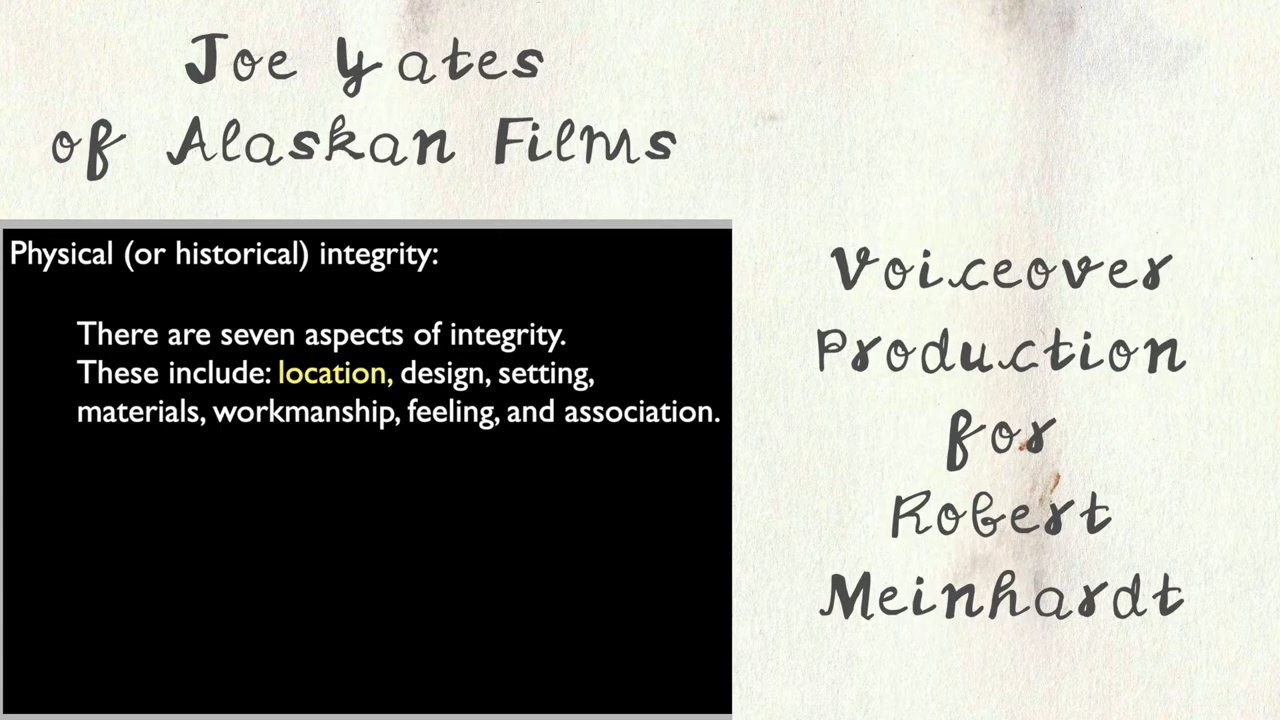 Joe Yates
of Alaskan Films
Physical (or historical) integrity:
There are seven aspects of integrity.
These include: location, design, setting,
materials, workmanship, feeling, and association.
Voiceover
Production
for
Robert
Meinhardt